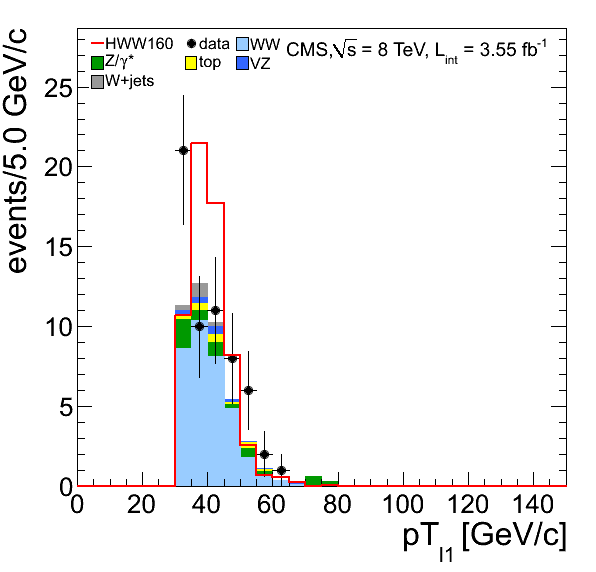 HWW160 data WW CMS,√s = 8 TeV, L_int = 3.55 fb⁻¹
Z/γ* top VZ
W+jets
events/5.0 GeV/c
25
20
15
10
5
0
0 20 40 60 80 100 120 140
pT_l1 [GeV/c]